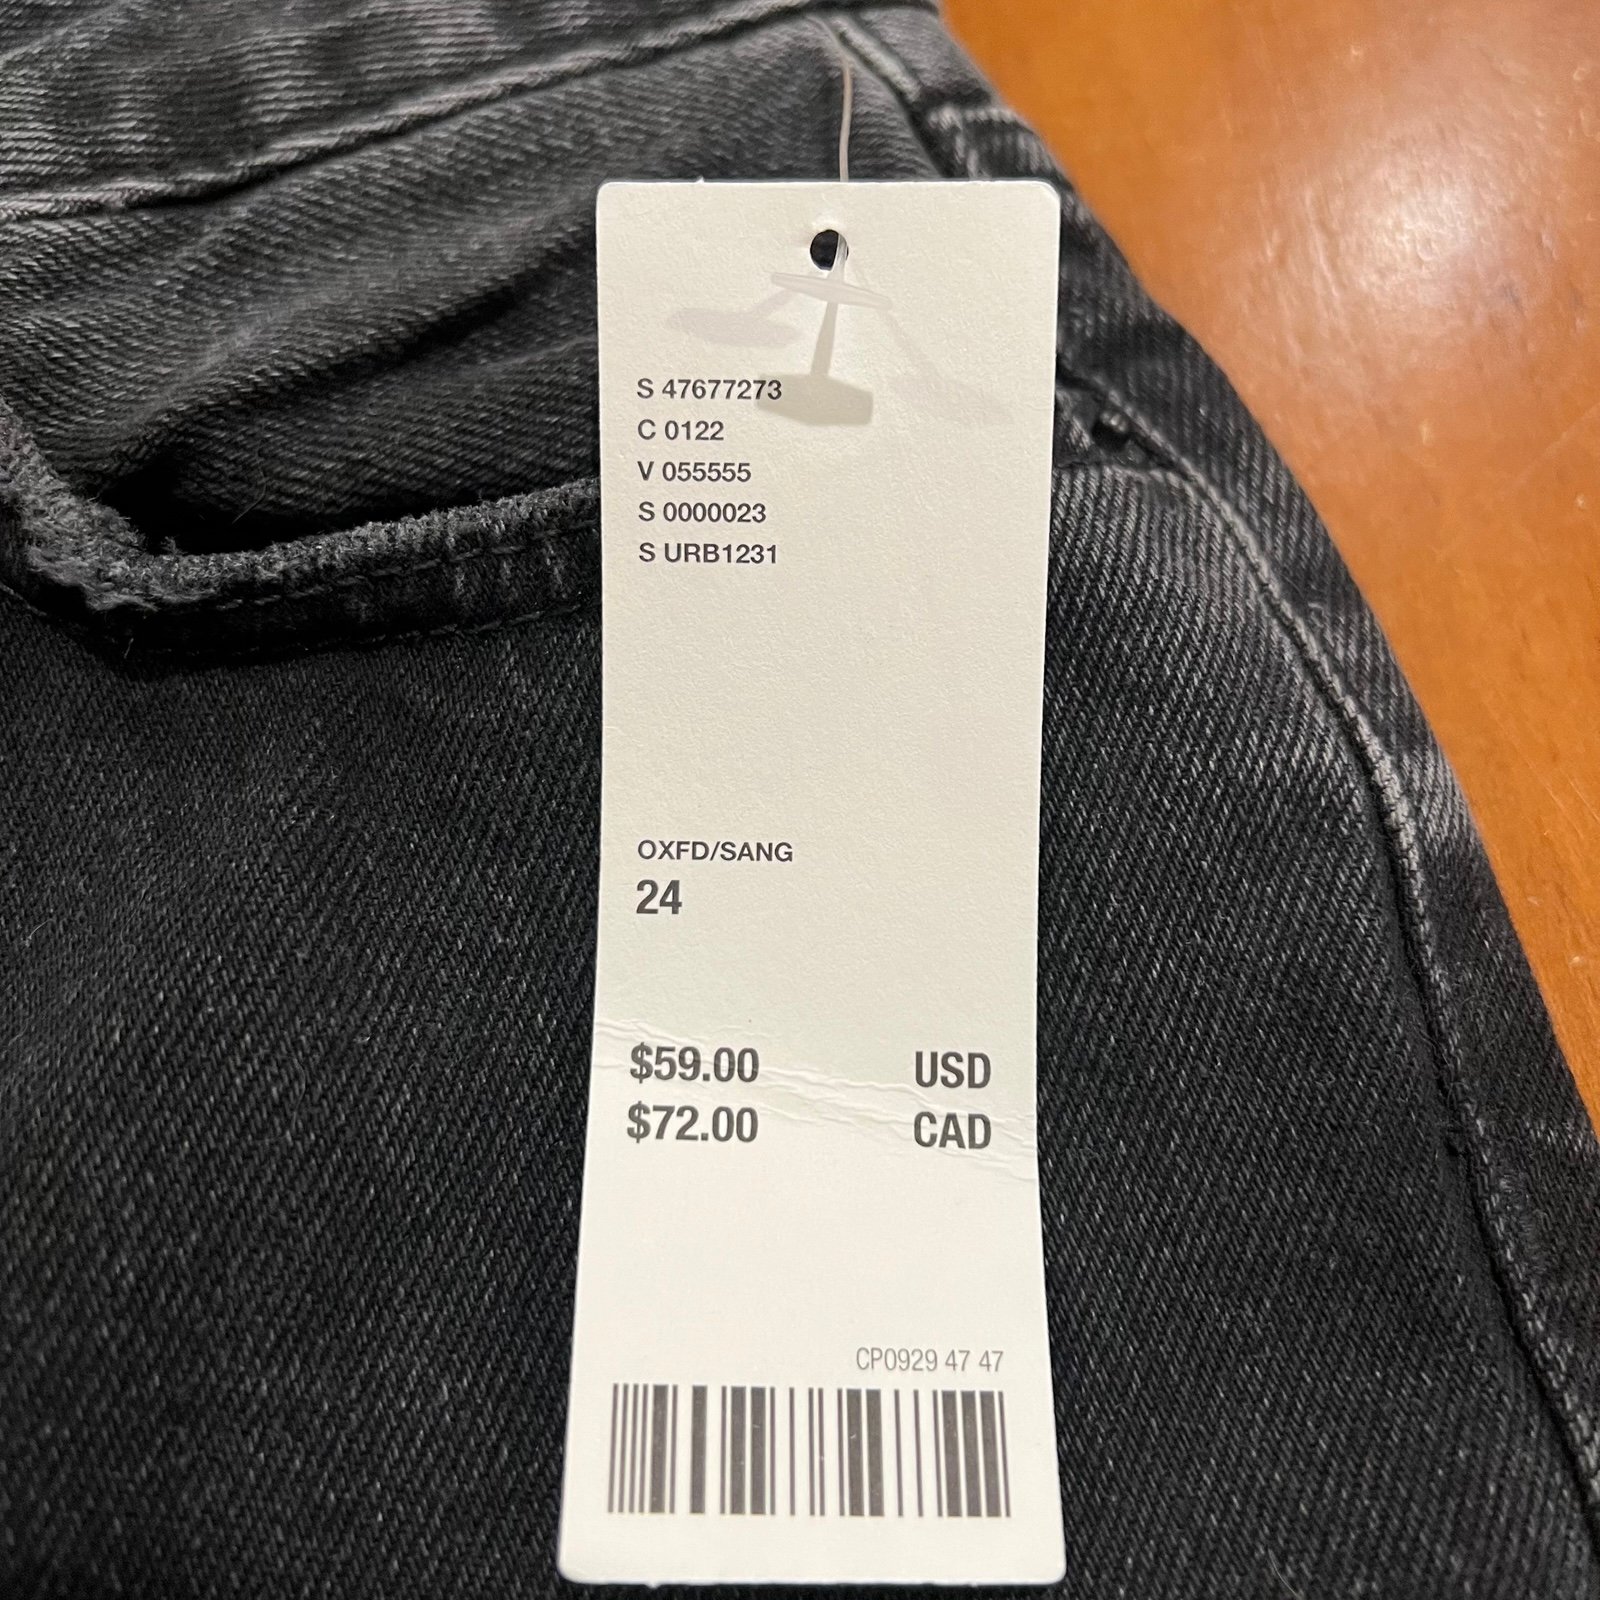 S 47677273
C 0122
V 055555
S 0000023
S URB1231
OXFD/SANG
24
$59.00 USD
$72.00 CAD
CP0929 47 47